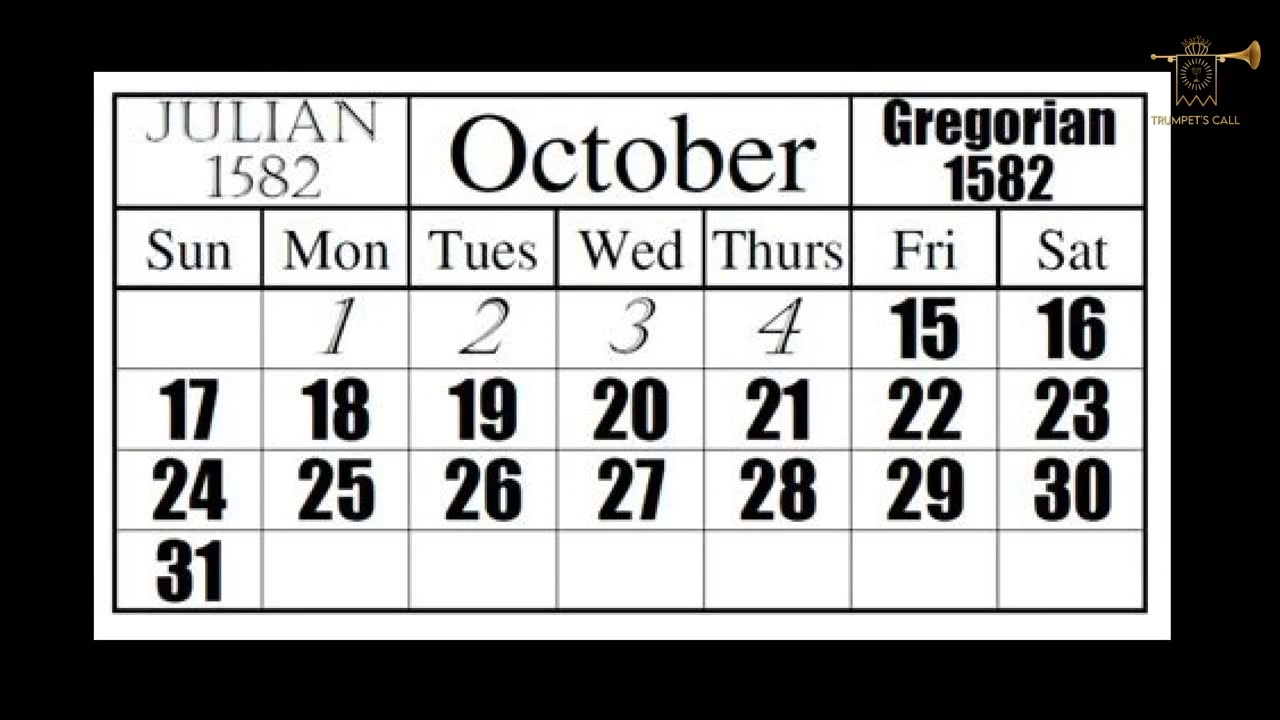 JULIAN
1582
October
Gregorian
1582
Sun Mon Tues Wed Thurs Fri Sat
1 2 3 4 15 16
17 18 19 20 21 22 23
24 25 26 27 28 29 30
31
TRUMPET'S CALL